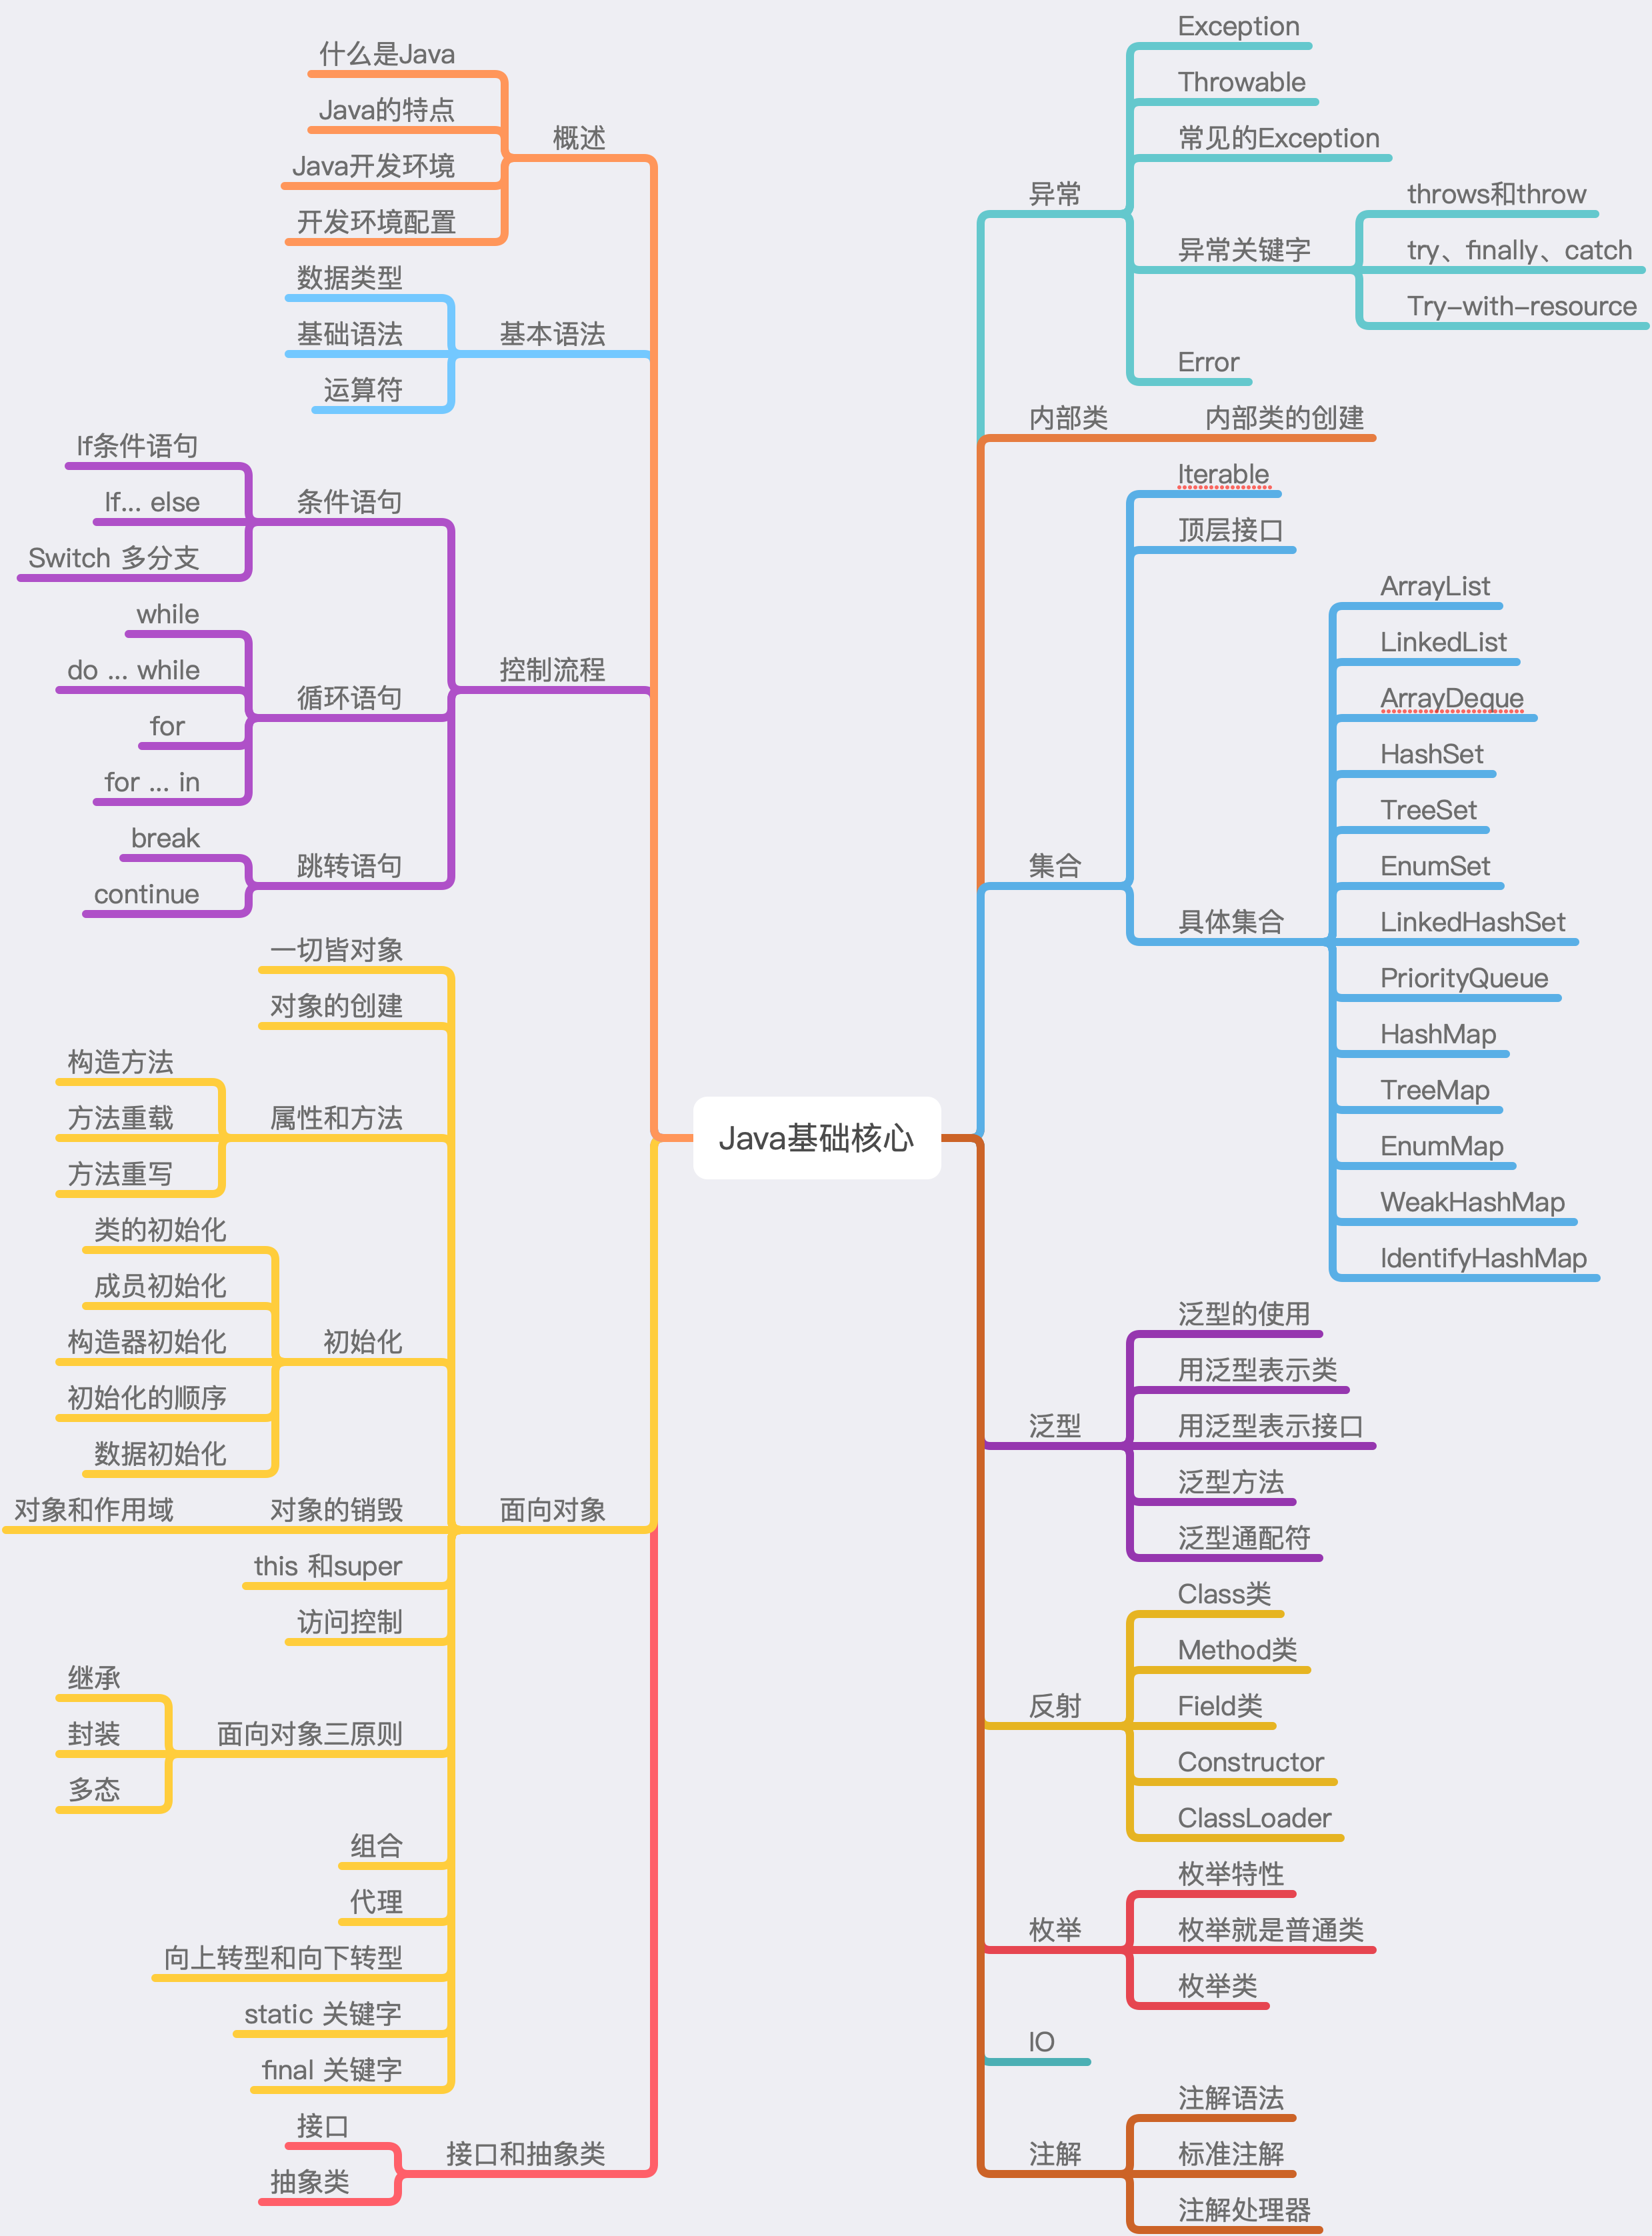 Java基础核心
概述
什么是Java
Java的特点
Java开发环境
开发环境配置
基本语法
数据类型
基础语法
运算符
控制流程
条件语句
If条件语句
If... else
Switch 多分支
循环语句
while
do ... while
for
for ... in
跳转语句
break
continue
面向对象
一切皆对象
对象的创建
属性和方法
构造方法
方法重载
方法重写
初始化
类的初始化
成员初始化
构造器初始化
初始化的顺序
数据初始化
对象的销毁
对象和作用域
this 和super
访问控制
面向对象三原则
继承
封装
多态
组合
代理
向上转型和向下转型
static 关键字
final 关键字
接口和抽象类
接口
抽象类
异常
Exception
Throwable
常见的Exception
异常关键字
throws和throw
try、finally、catch
Try-with-resource
Error
内部类
内部类的创建
集合
Iterable
顶层接口
具体集合
ArrayList
LinkedList
ArrayDeque
HashSet
TreeSet
EnumSet
LinkedHashSet
PriorityQueue
HashMap
TreeMap
EnumMap
WeakHashMap
IdentifyHashMap
泛型
泛型的使用
用泛型表示类
用泛型表示接口
泛型方法
泛型通配符
反射
Class类
Method类
Field类
Constructor
ClassLoader
枚举
枚举特性
枚举就是普通类
枚举类
IO
注解
注解语法
标准注解
注解处理器